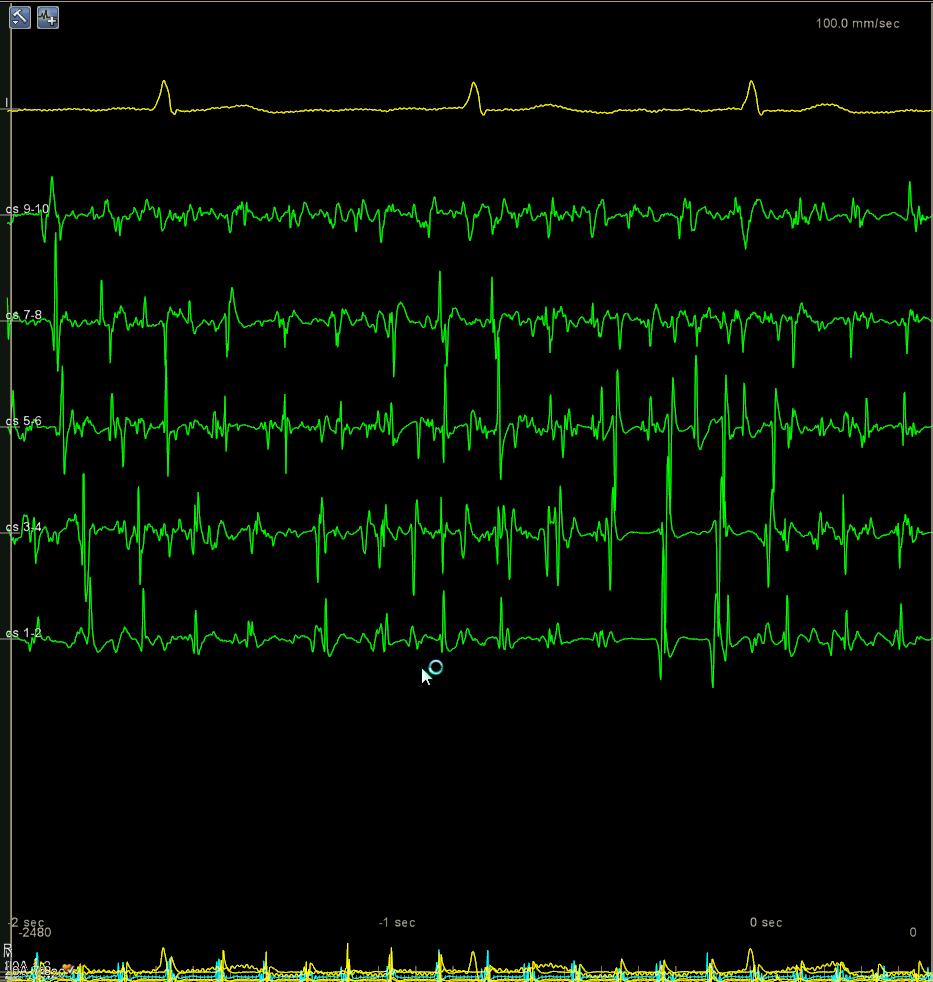 100.0 mm/sec
I
cs 9-10
cs 7-8
cs 5-6
cs 3-4
cs 1-2
-2 sec
-1 sec
0 sec
-2480
0